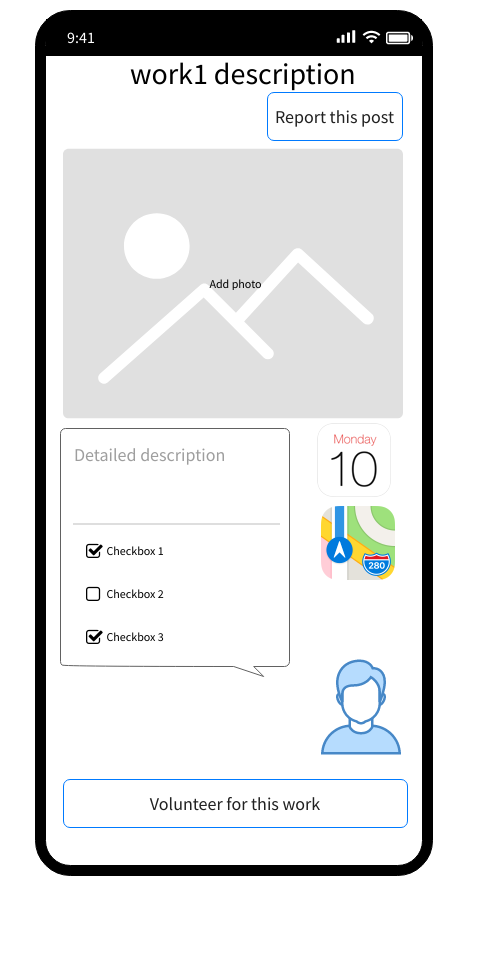 9:41
work1 description
Report this post
Add photo
Detailed description
Checkbox 1
Checkbox 2
Checkbox 3
Monday
10
280
Volunteer for this work